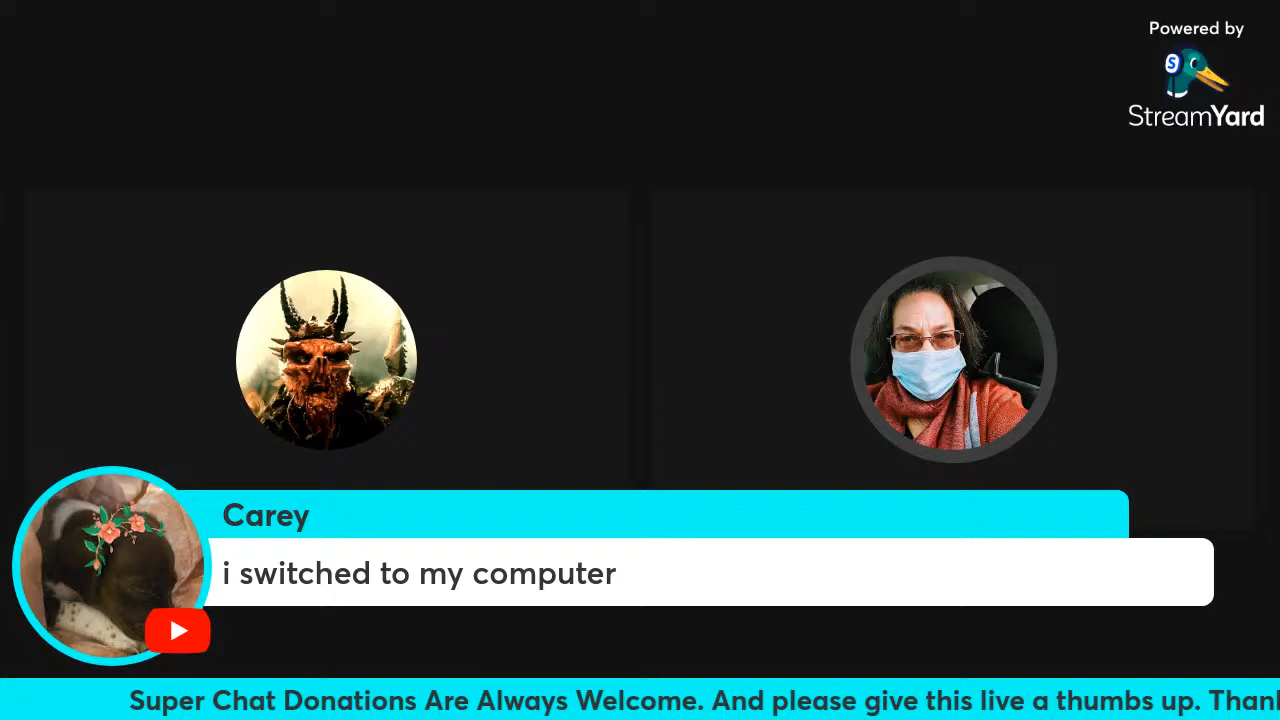 Powered by
S
StreamYard
Carey
i switched to my computer
Super Chat Donations Are Always Welcome. And please give this live a thumbs up.